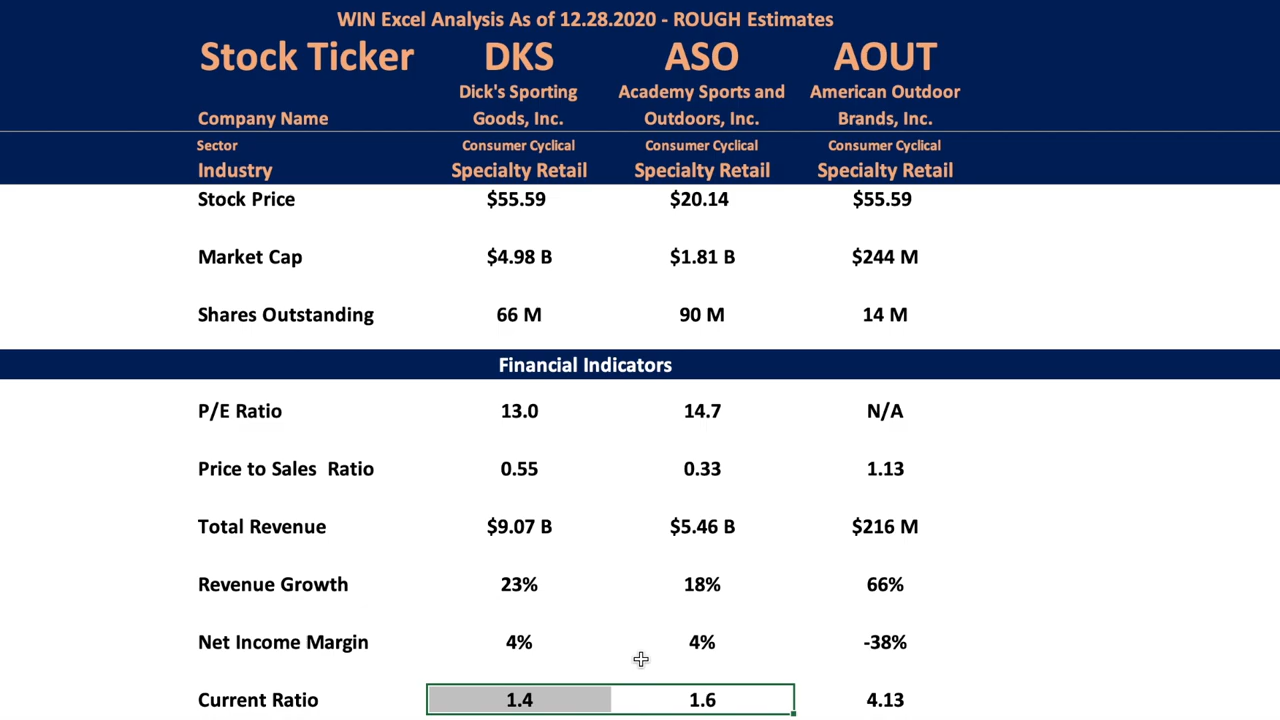 WIN Excel Analysis As of 12.28.2020 - ROUGH Estimates
Stock Ticker DKS ASO AOUT
Dick's Sporting Academy Sports and American Outdoor
Company Name Goods, Inc. Outdoors, Inc. Brands, Inc.
Sector Consumer Cyclical Consumer Cyclical Consumer Cyclical
Industry Specialty Retail Specialty Retail Specialty Retail
Stock Price $55.59 $20.14 $55.59
Market Cap $4.98 B $1.81 B $244 M
Shares Outstanding 66 M 90 M 14 M
Financial Indicators
P/E Ratio 13.0 14.7 N/A
Price to Sales Ratio 0.55 0.33 1.13
Total Revenue $9.07 B $5.46 B $216 M
Revenue Growth 23% 18% 66%
Net Income Margin 4% 4% -38%
Current Ratio 1.4 1.6 4.13